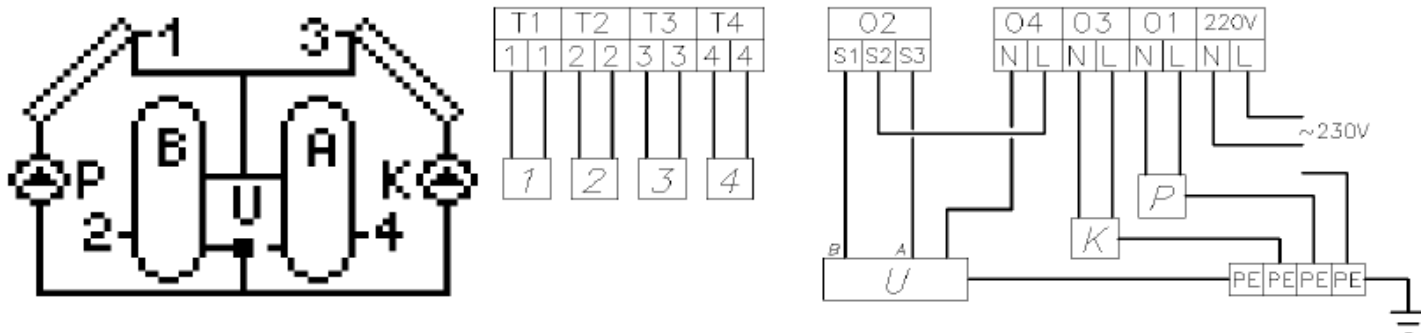 1 3
B A
P U K
2 4
T1 T2 T3 T4
1 1 2 2 3 3 4 4
1 2 3 4
O2 O4 O3 O1 220V
S1 S2 S3 N L N L N L N L
~230V
P
K
B A
U
PE PE PE PE